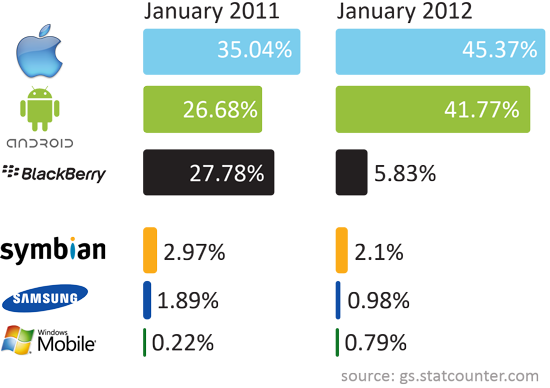 January 2011 January 2012
35.04% 45.37%
26.68% 41.77%
ANDROID
BlackBerry 27.78% 5.83%
symbian 2.97% 2.1%
SAMSUNG 1.89% 0.98%
Windows
Mobile 0.22% 0.79%
source: gs.statcounter.com